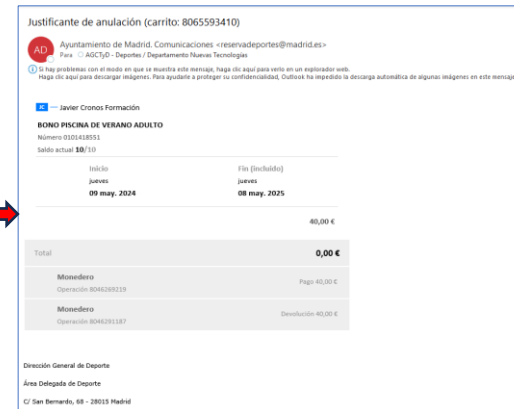 Justificante de anulación (carrito: 8065593410)
AD
Ayuntamiento de Madrid. Comunicaciones <reservadeportes@madrid.es>
Para AGCTyD - Deportes / Departamento Nuevas Tecnologías
Si hay problemas con el modo en que se muestra este mensaje, haga clic aquí para verlo en un explorador web.
Haga clic aquí para descargar imágenes. Para ayudarle a proteger su confidencialidad, Outlook ha impedido la descarga automática de algunas imágenes en este mensaje
JC — Javier Cronos Formación
BONO PISCINA DE VERANO ADULTO
Número 0101418551
Saldo actual 10/10
Inicio Fin (incluido)
jueves jueves
09 may. 2024 08 may. 2025
40,00 €
Total 0,00 €
Monedero Pago 40,00 €
Operación 8046269219
Monedero Devolución 40,00 €
Operación 8046291187
Dirección General de Deporte
Área Delegada de Deporte
C/ San Bernardo, 68 - 28015 Madrid